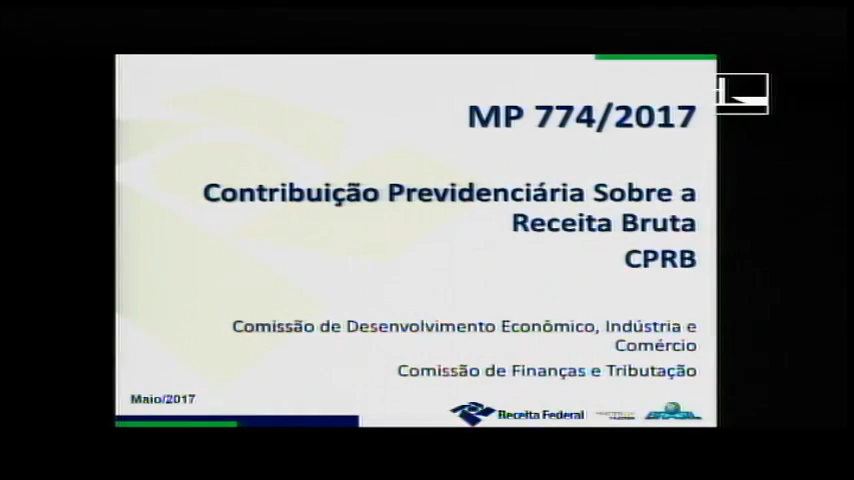 MP 774/2017
Contribuição Previdenciária Sobre a
Receita Bruta
CPRB
Comissão de Desenvolvimento Econômico, Indústria e
Comércio
Comissão de Finanças e Tributação
Maio/2017
Receita Federal
BRASIL